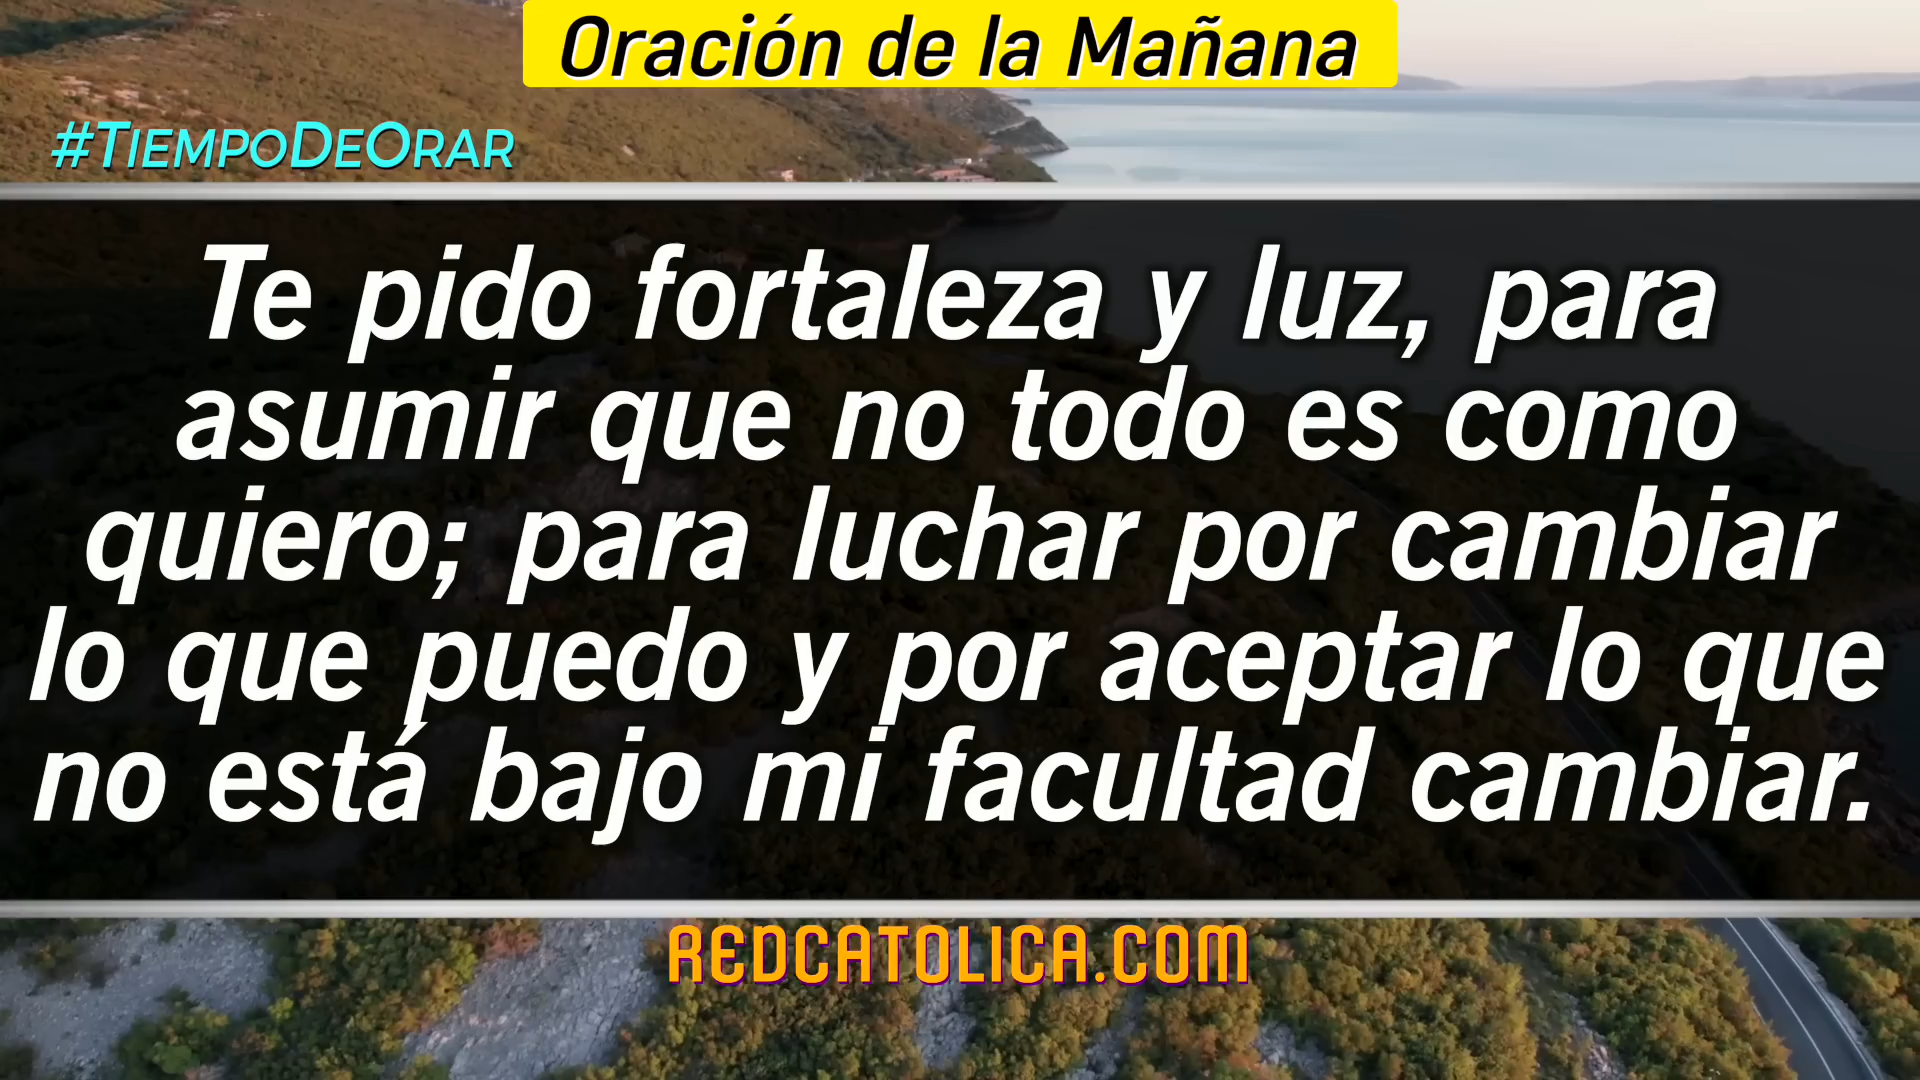 Oración de la Mañana
#TiempoDeOrar
Te pido fortaleza y luz, para
asumir que no todo es como
quiero; para luchar por cambiar
lo que puedo y por aceptar lo que
no está bajo mi facultad cambiar.
REDCATOLICA.COM